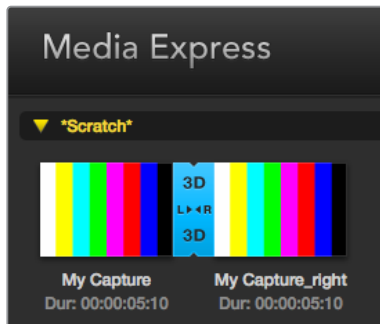 Media Express
*Scratch*
3D
L▶◀R
3D
My Capture
My Capture_right
Dur: 00:00:05:10
Dur: 00:00:05:10